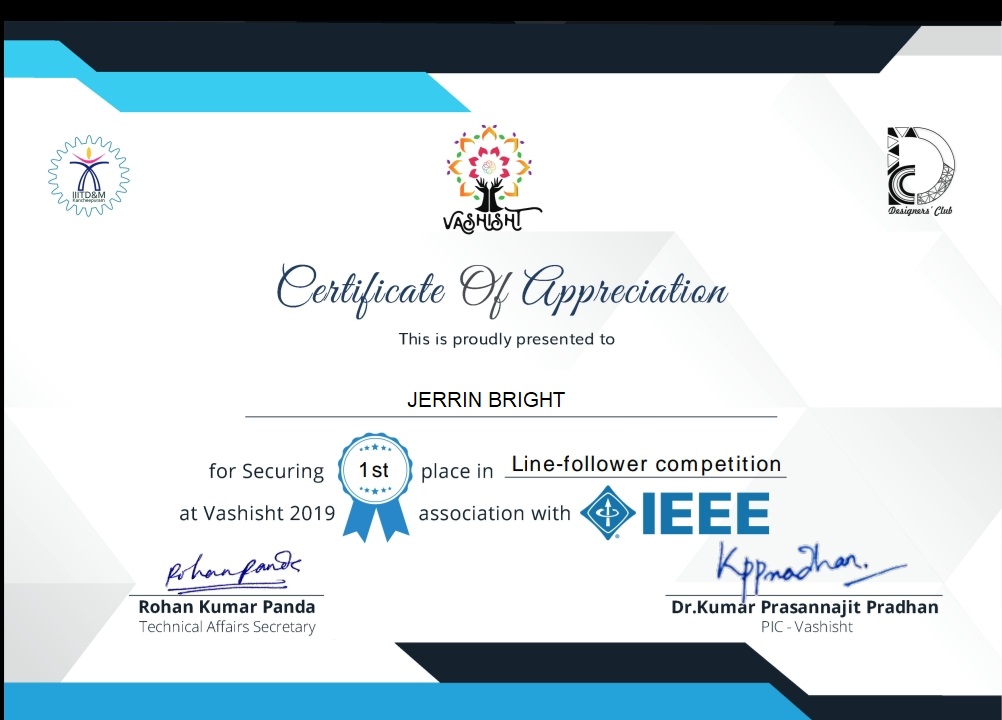 IIITD&M
Kancheepuram
VASHISHT
DC
Designers' Club
Certificate Of Appreciation
This is proudly presented to
JERRIN BRIGHT
for Securing 1st place in Line-follower competition
at Vashisht 2019 association with IEEE
Rohan Panda
Kppradhan.
Rohan Kumar Panda
Dr.Kumar Prasannajit Pradhan
Technical Affairs Secretary
PIC - Vashisht